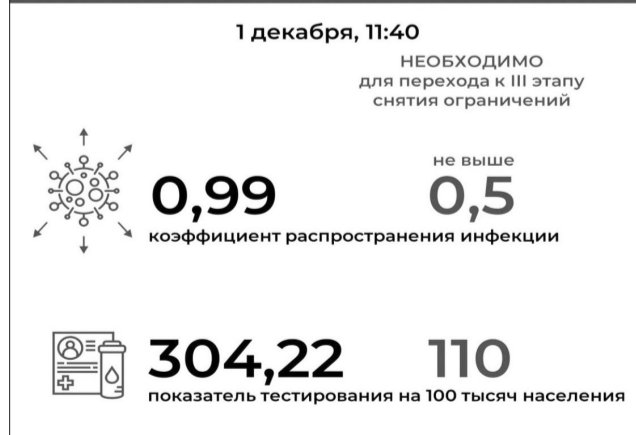 1 декабря, 11:40
НЕОБХОДИМО
для перехода к III этапу
снятия ограничений
не выше
0,99 0,5
коэффициент распространения инфекции
304,22 110
показатель тестирования на 100 тысяч населения